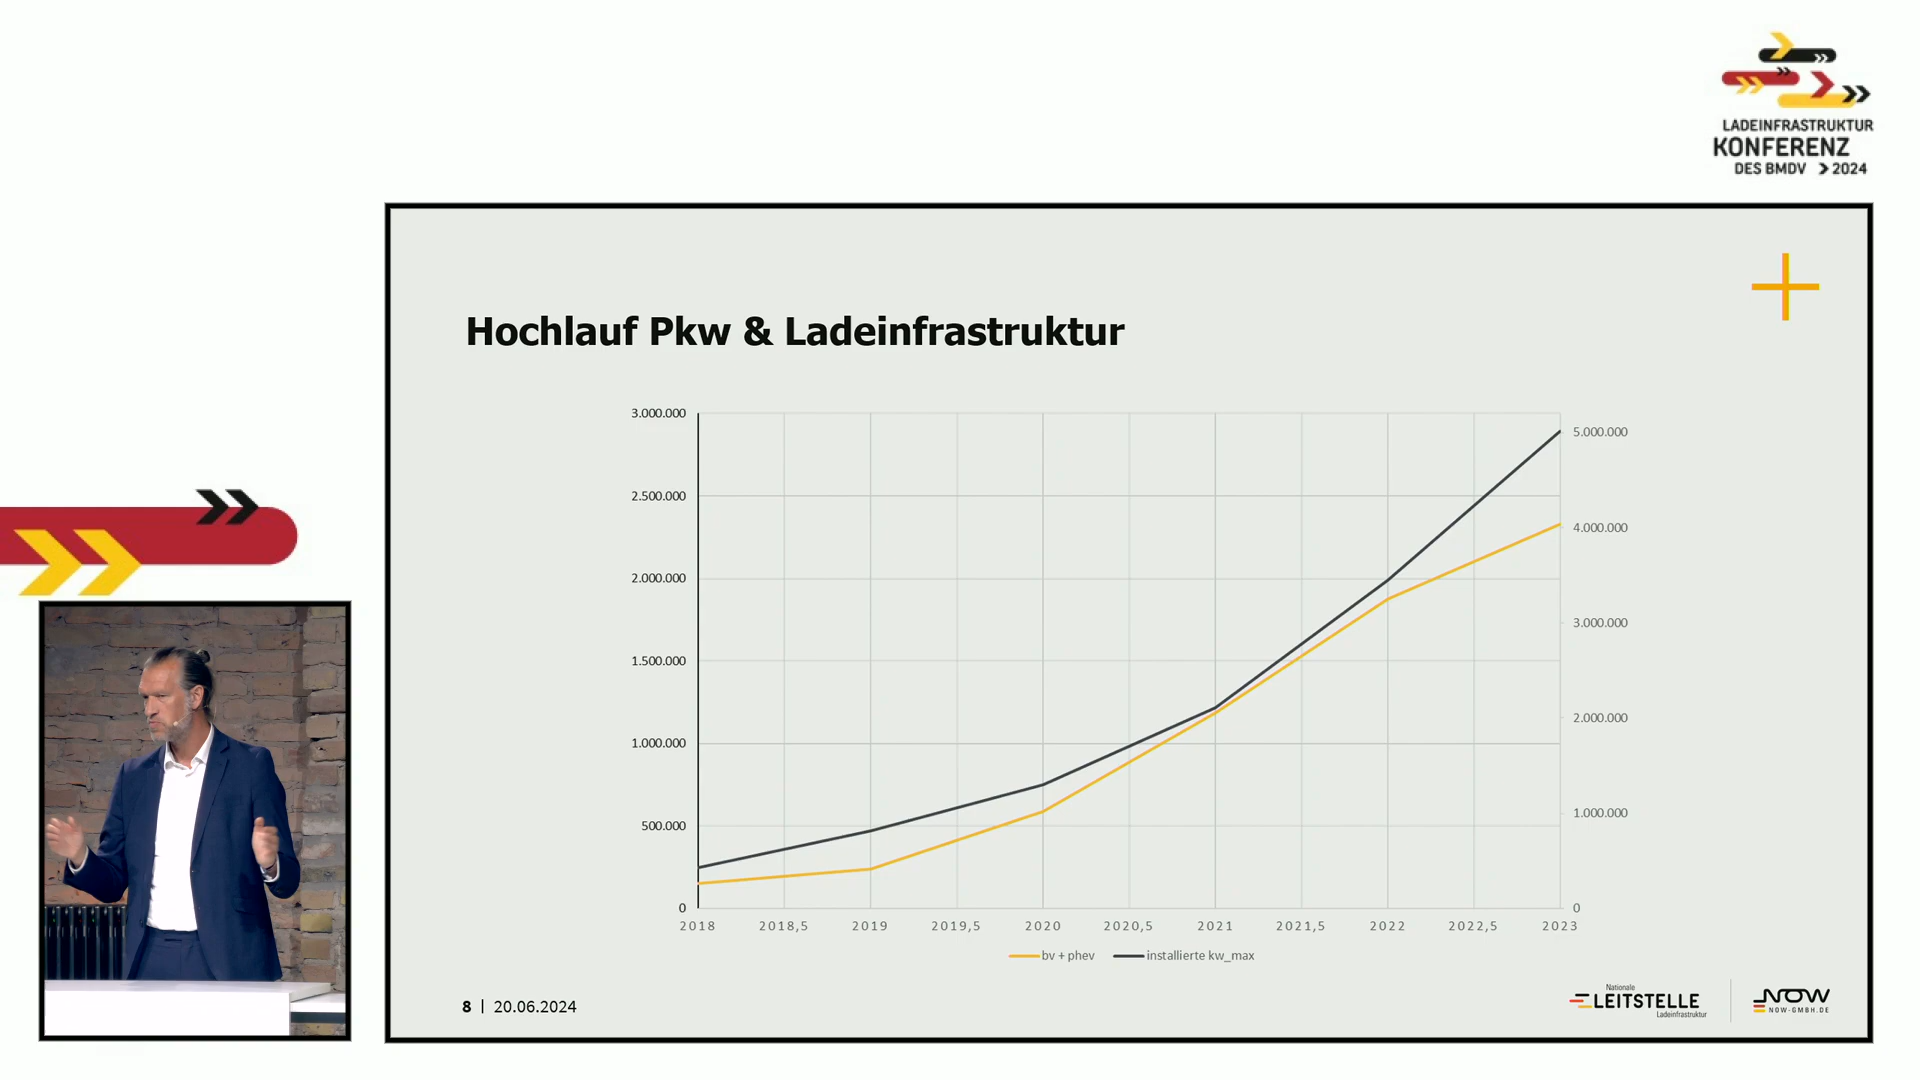 LADEINFRASTRUKTUR
KONFERENZ
DES BMDV 2024
Hochlauf Pkw & Ladeinfrastruktur
3.000.000
2.500.000
2.000.000
1.500.000
1.000.000
500.000
0
5.000.000
4.000.000
3.000.000
2.000.000
1.000.000
0
2018 2018,5 2019 2019,5 2020 2020,5 2021 2021,5 2022 2022,5 2023
bv + phev installierte kw_max
8 | 20.06.2024
Nationale
LEITSTELLE
Ladeinfrastruktur
NOW
NOW-GMBH.DE